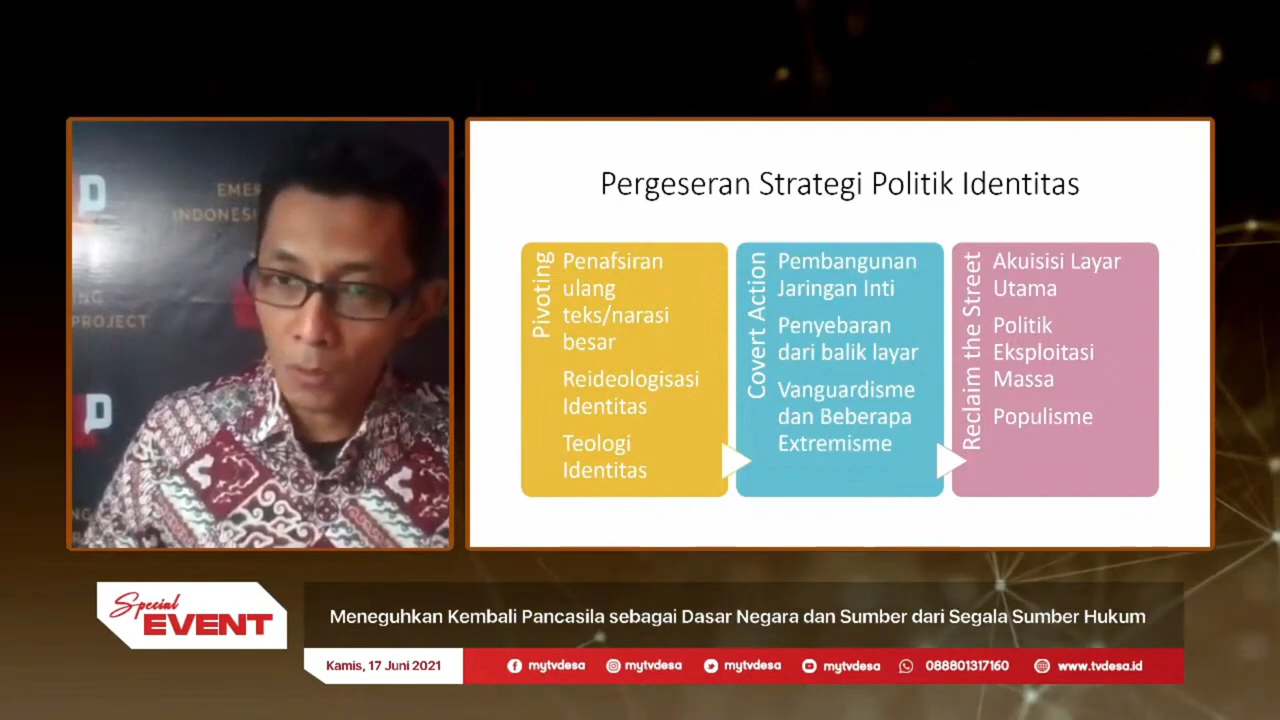 EME
INDONESI
NG
PROJECT
Pergeseran Strategi Politik Identitas
Pivoting
Penafsiran
ulang
teks/narasi
besar
Reideologisasi
Identitas
Teologi
Identitas
Covert Action
Pembangunan
Jaringan Inti
Penyebaran
dari balik layar
Vanguardisme
dan Beberapa
Extremisme
Reclaim the Street
Akuisisi Layar
Utama
Politik
Eksploitasi
Massa
Populisme
Special
EVENT
Meneguhkan Kembali Pancasila sebagai Dasar Negara dan Sumber dari Segala Sumber Hukum
Kamis, 17 Juni 2021
mytvdesa mytvdesa mytvdesa mytvdesa 088801317160 www.tvdesa.id